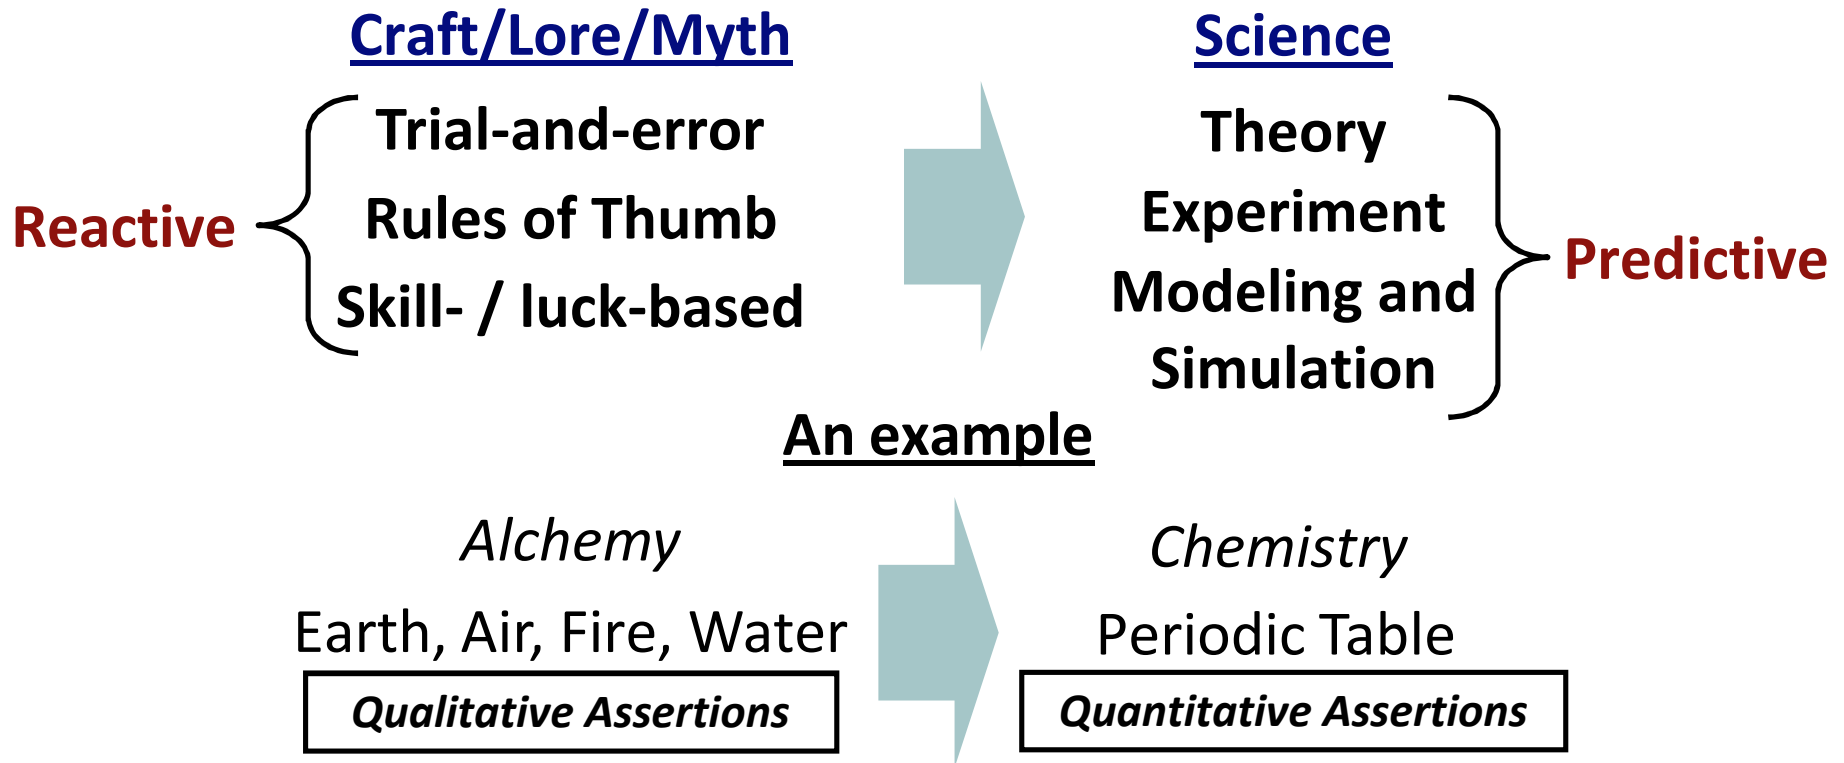 Craft/Lore/Myth
Science
Trial-and-error
Rules of Thumb
Skill- / luck-based
Reactive
Theory
Experiment
Modeling and
Simulation
Predictive
An example
Alchemy
Chemistry
Earth, Air, Fire, Water
Periodic Table
Qualitative Assertions
Quantitative Assertions